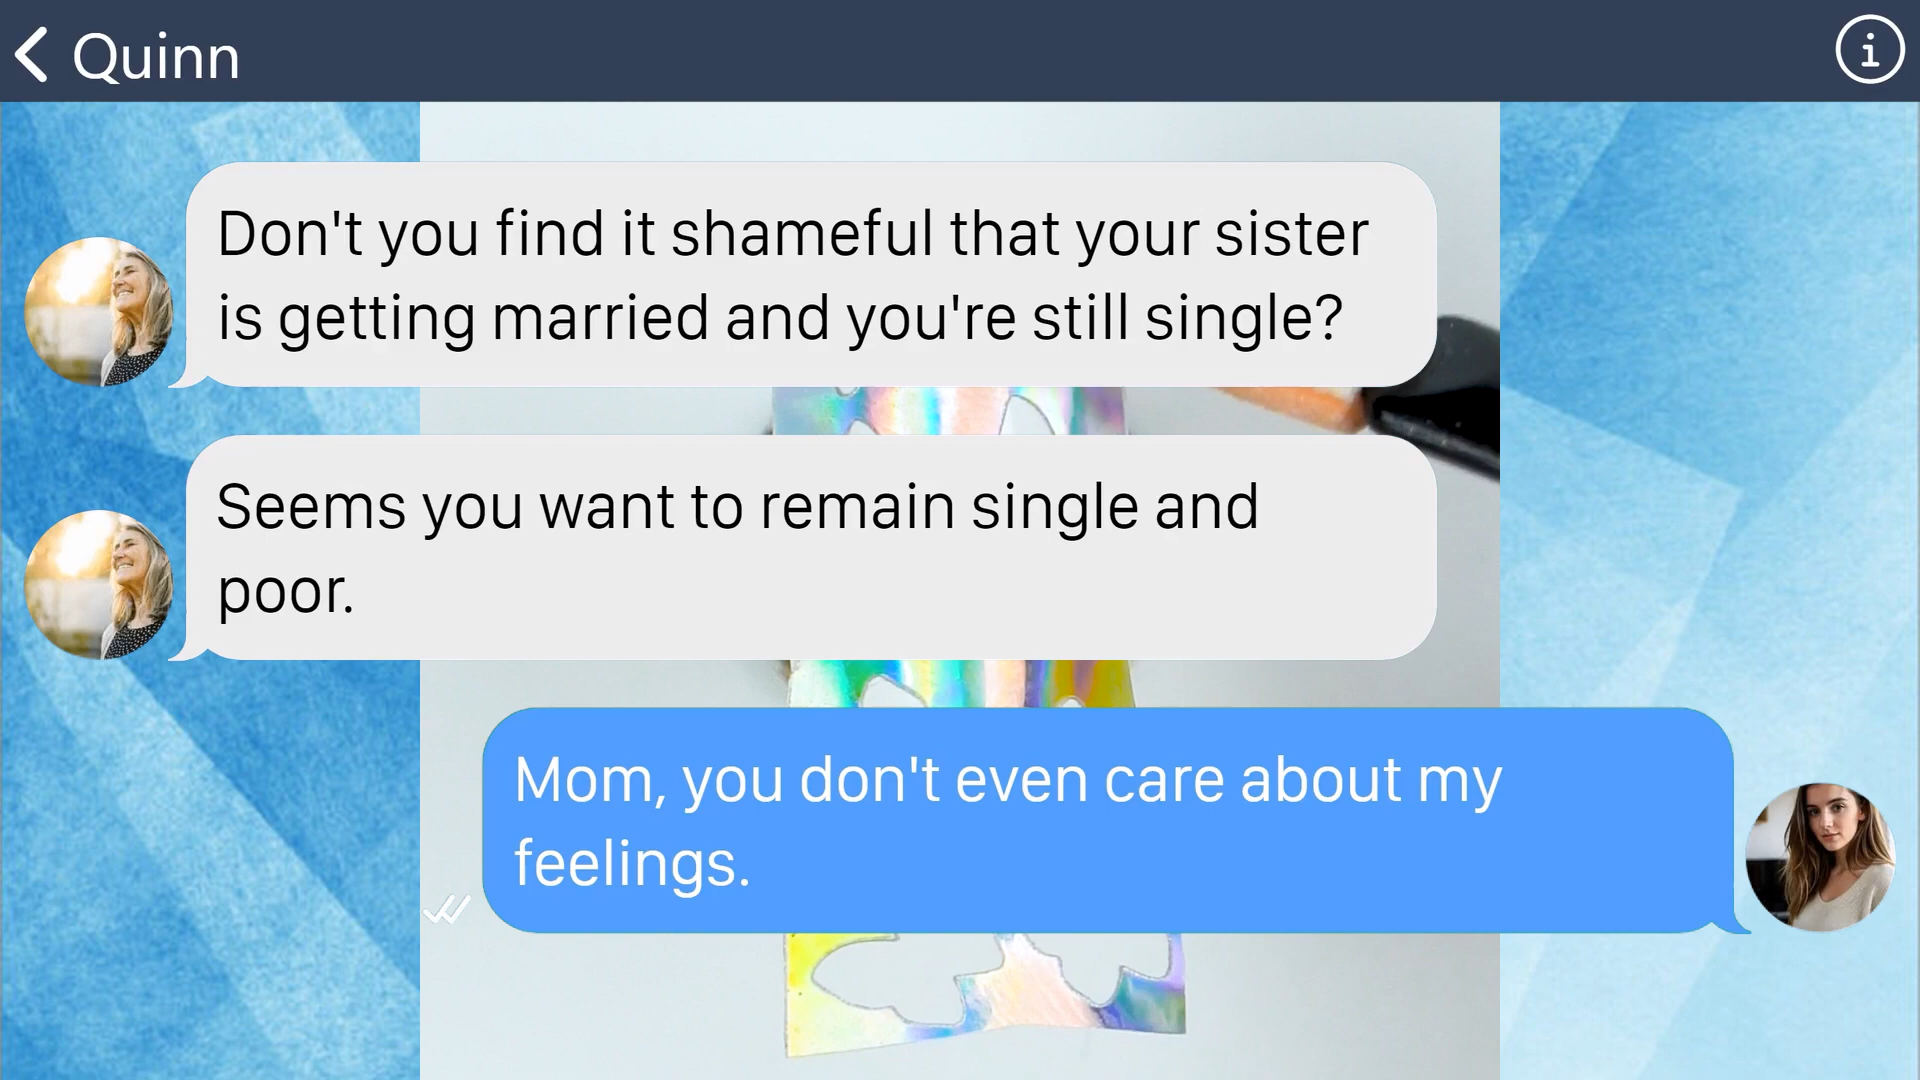 Quinn
Don't you find it shameful that your sister
is getting married and you're still single?
Seems you want to remain single and
poor.
Mom, you don't even care about my
feelings.